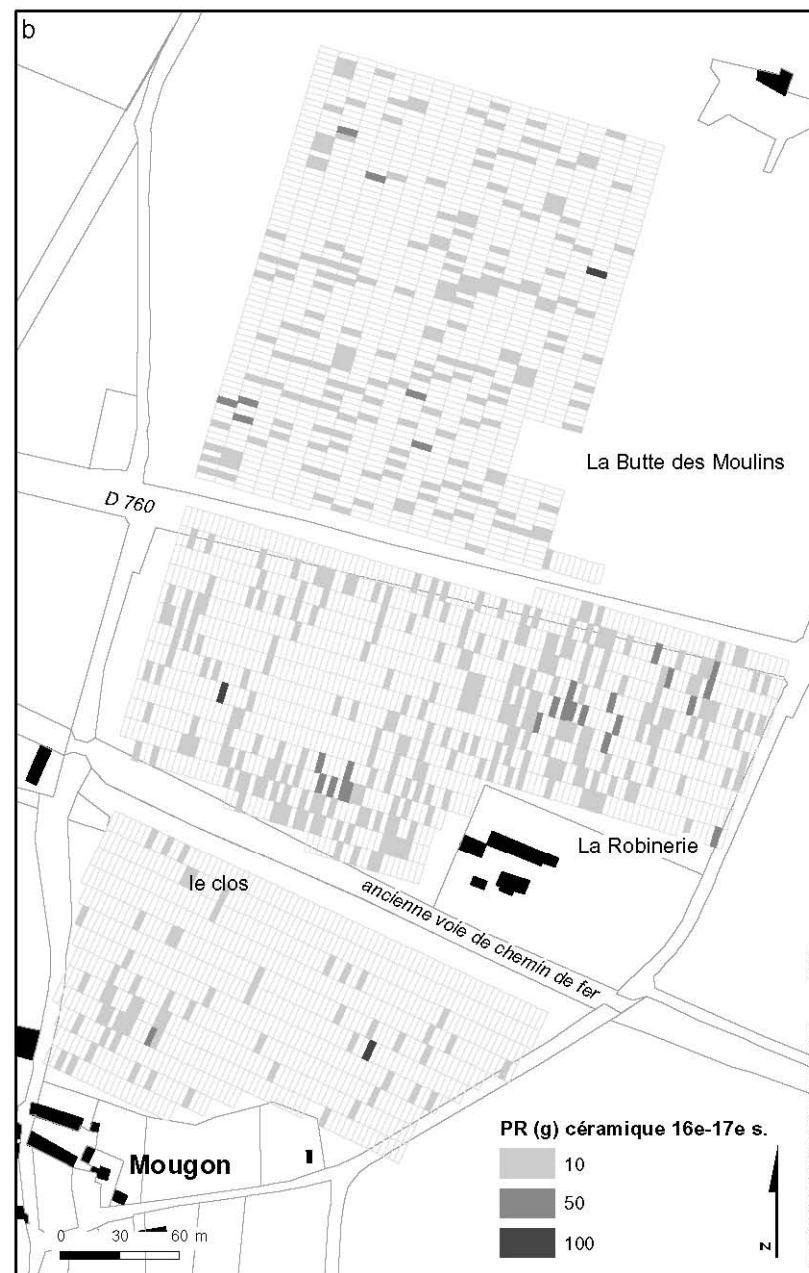 b
La Butte des Moulins
D 760
La Robinerie
le clos
ancienne voie de chemin de fer
Mougon
0 30 60 m
PR (g) céramique 16e-17e s.
10
50
100
N